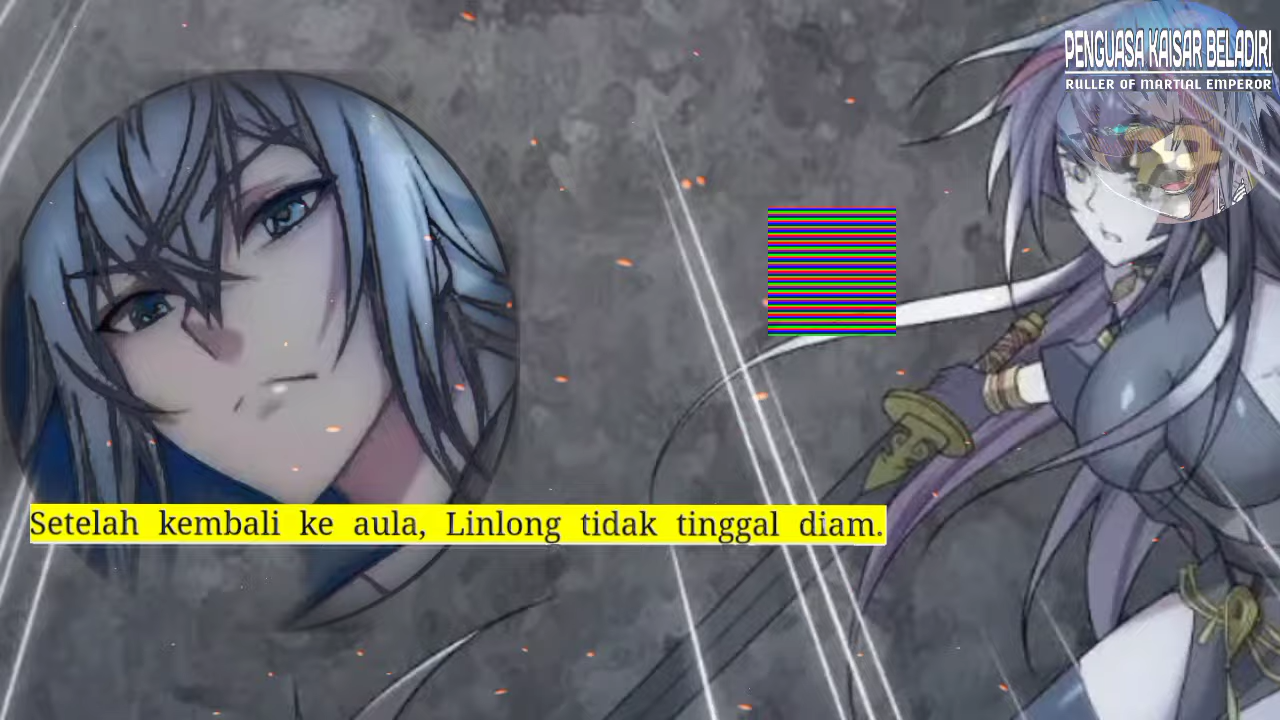 PENGUASA KAISAR BELADIRI
RULLER OF MARTIAL EMPEROR
Setelah kembali ke aula, Linlong tidak tinggal diam.